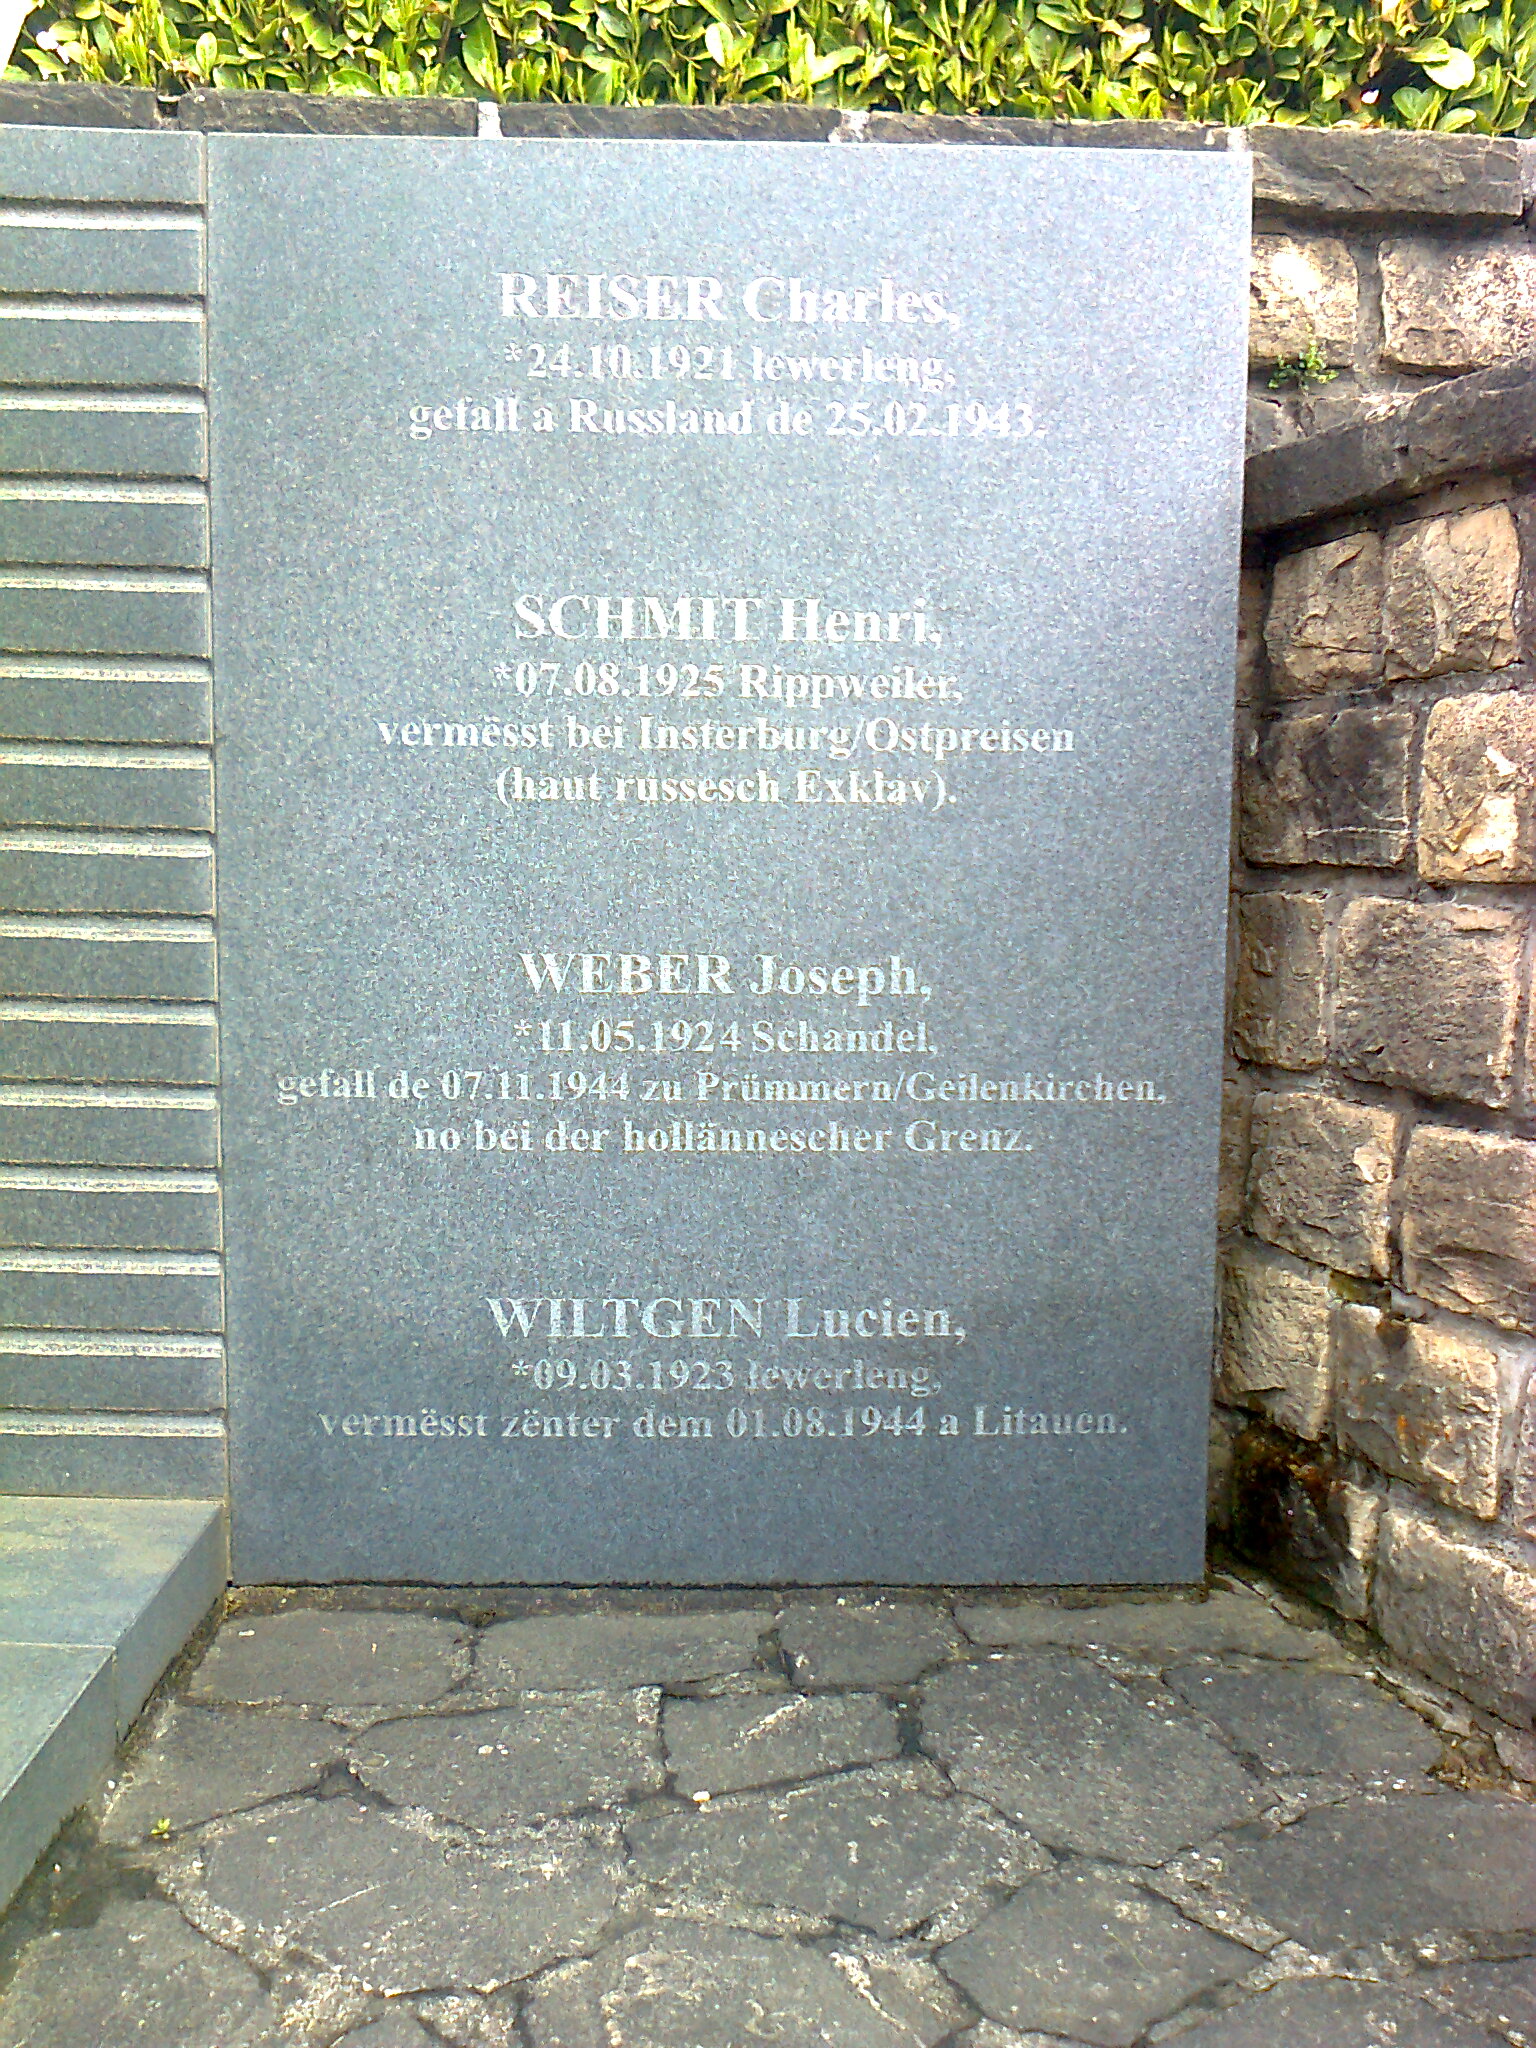 REISER Charles,
*24.10.1921 Iewerleng,
gefall a Russland de 25.02.1943.
SCHMIT Henri,
*07.08.1925 Rippweiler,
vermësst bei Insterburg/Ostpreisen
(haut russesch Exklav).
WEBER Joseph,
*11.05.1924 Schandel,
gefall de 07.11.1944 zu Prümmern/Geilenkirchen,
no bei der hollännescher Grenz.
WILTGEN Lucien,
*09.03.1923 Iewerleng,
vermësst zënter dem 01.08.1944 a Litauen.